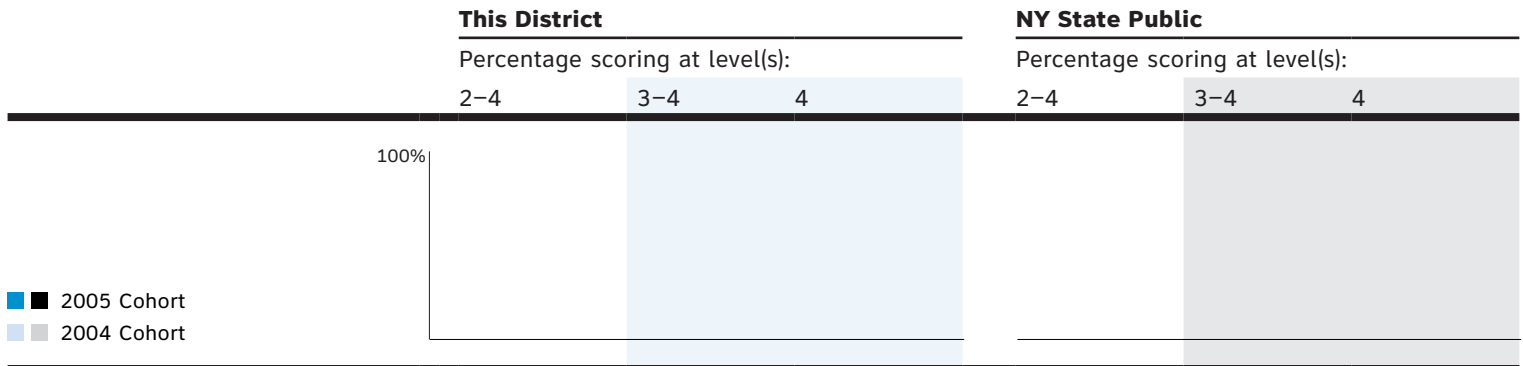 This District
NY State Public
Percentage scoring at level(s):
Percentage scoring at level(s):
2–4 3–4 4
2–4 3–4 4
100%
2005 Cohort
2004 Cohort